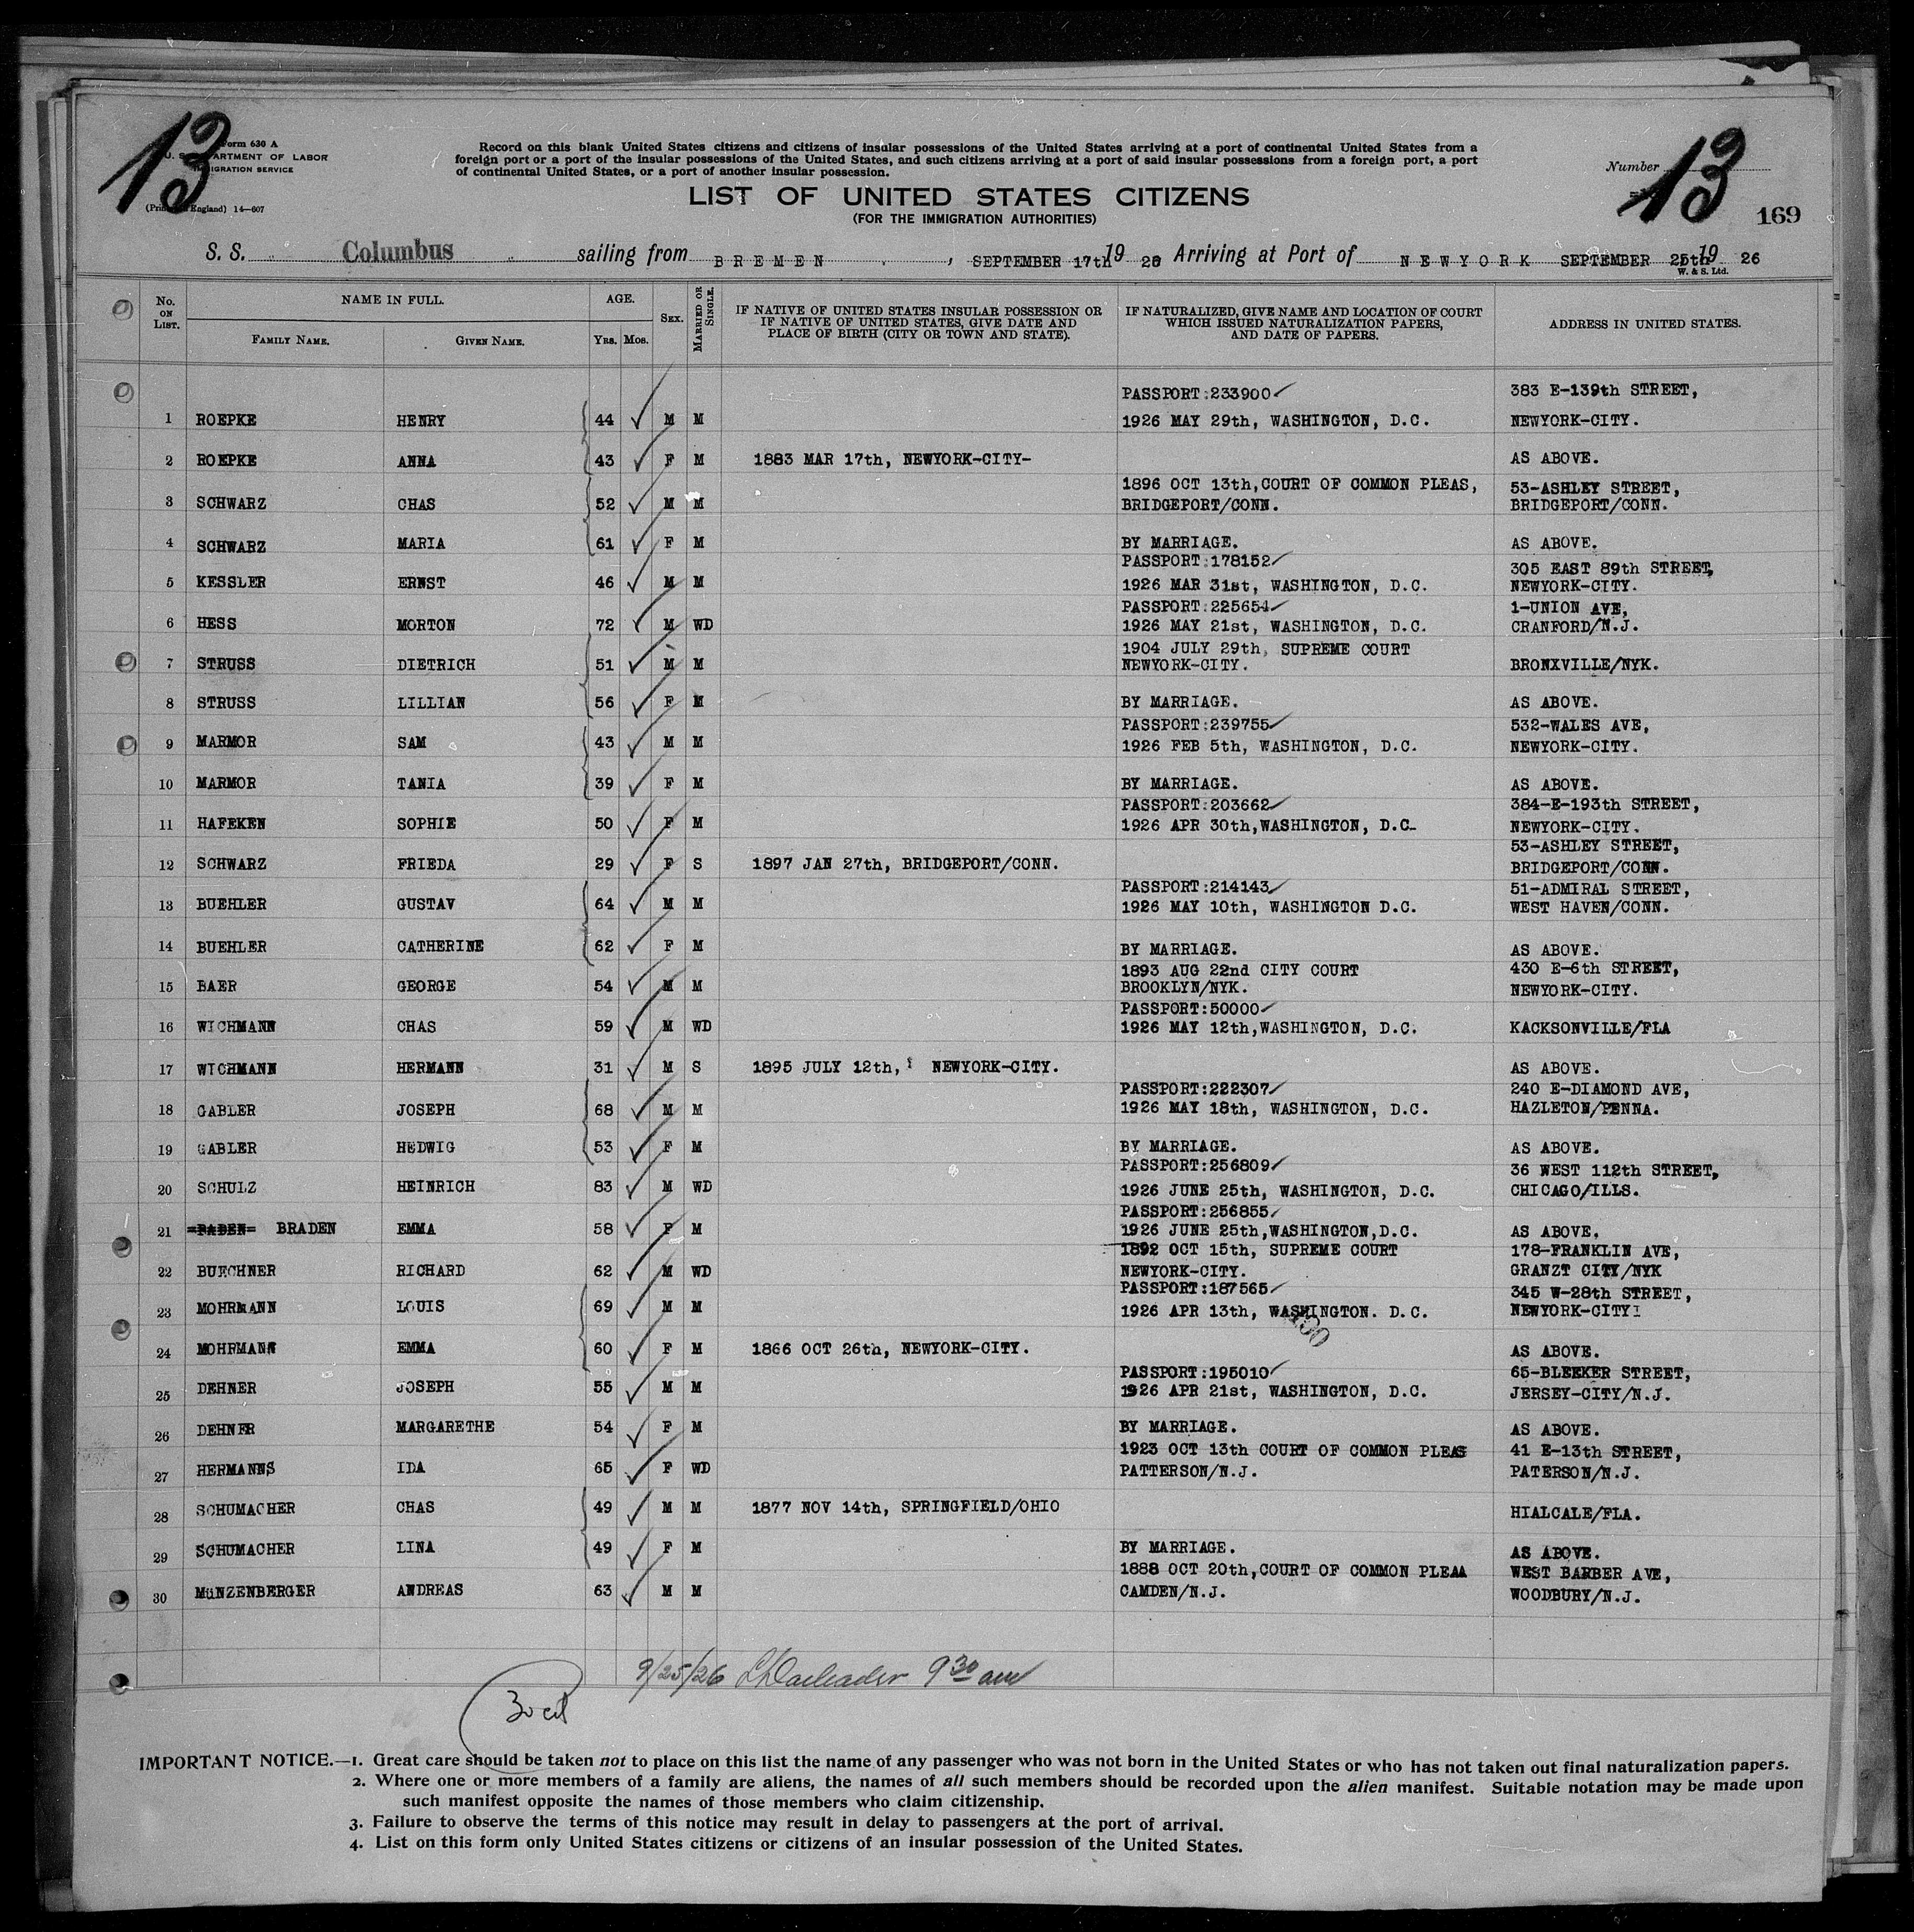 13
Form 630 A
U. S. DEPARTMENT OF LABOR
IMMIGRATION SERVICE
(Printed in England) 14—607
Record on this blank United States citizens and citizens of insular possessions of the United States arriving at a port of continental United States from a
foreign port or a port of the insular possessions of the United States, and such citizens arriving at a port of said insular possessions from a foreign port, a port
of continental United States, or a port of another insular possession.
Number 13
169
LIST OF UNITED STATES CITIZENS
(FOR THE IMMIGRATION AUTHORITIES)
S. S. Columbus sailing from BREMEN, SEPTEMBER 17th 19 26 Arriving at Port of NEWYORK SEPTEMBER 25th 19 26
W. & S. Ltd.
No. ON LIST. NAME IN FULL. FAMILY NAME. GIVEN NAME. AGE. YRS. MOS. SEX. MARRIED OR SINGLE. IF NATIVE OF UNITED STATES INSULAR POSSESSION OR IF NATIVE OF UNITED STATES, GIVE DATE AND PLACE OF BIRTH (CITY OR TOWN AND STATE). IF NATURALIZED, GIVE NAME AND LOCATION OF COURT WHICH ISSUED NATURALIZATION PAPERS, AND DATE OF PAPERS. ADDRESS IN UNITED STATES.
PASSPORT:233900 383 E-139th STREET,
1 ROEPKE HENRY 44 M M 1926 MAY 29th, WASHINGTON, D.C. NEWYORK-CITY.
2 ROEPKE ANNA 43 F M 1883 MAR 17th, NEWYORK-CITY- AS ABOVE.
1896 OCT 13th,COURT OF COMMON PLEAS, 53-ASHLEY STREET,
3 SCHWARZ CHAS 52 M M BRIDGEPORT/CONN. BRIDGEPORT/CONN.
4 SCHWARZ MARIA 61 F M BY MARRIAGE. AS ABOVE.
PASSPORT:178152 305 EAST 89th STREET,
5 KESSLER ERNST 46 M M 1926 MAR 31st, WASHINGTON, D.C. NEWYORK-CITY.
PASSPORT:225654 1-UNION AVE,
6 HESS MORTON 72 M WD 1926 MAY 21st, WASHINGTON, D.C. CRANFORD/N.J.
1904 JULY 29th, SUPREME COURT
7 STRUSS DIETRICH 51 M M NEWYORK-CITY. BRONXVILLE/NYK.
8 STRUSS LILLIAN 56 F M BY MARRIAGE. AS ABOVE.
PASSPORT:239755 532-WALES AVE,
9 MARMOR SAM 43 M M 1926 FEB 5th, WASHINGTON, D.C. NEWYORK-CITY.
10 MARMOR TANIA 39 F M BY MARRIAGE. AS ABOVE.
PASSPORT:203662 384-E-193th STREET,
11 HAFEKEN SOPHIE 50 F M 1926 APR 30th,WASHINGTON, D.C. NEWYORK-CITY.
53-ASHLEY STREET,
12 SCHWARZ FRIEDA 29 F S 1897 JAN 27th, BRIDGEPORT/CONN. BRIDGEPORT/CONN.
PASSPORT:214143 51-ADMIRAL STREET,
13 BUEHLER GUSTAV 64 M M 1926 MAY 10th, WASHINGTON D.C. WEST HAVEN/CONN.
14 BUEHLER CATHERINE 62 F M BY MARRIAGE. AS ABOVE.
1893 AUG 22nd CITY COURT 430 E-6th STREET,
15 BAER GEORGE 54 M M BROOKLYN/NYK. NEWYORK-CITY.
PASSPORT:50000
16 WICHMANN CHAS 59 M WD 1926 MAY 12th,WASHINGTON, D.C. KACKSONVILLE/FLA
17 WICHMANN HERMANN 31 M S 1895 JULY 12th, NEWYORK-CITY. AS ABOVE.
PASSPORT:222307 240 E-DIAMOND AVE,
18 GABLER JOSEPH 68 M M 1926 MAY 18th, WASHINGTON, D.C. HAZLETON/PENNA.
19 GABLER HEDWIG 53 F M BY MARRIAGE. AS ABOVE.
PASSPORT:256809 36 WEST 112th STREET,
20 SCHULZ HEINRICH 83 M WD 1926 JUNE 25th, WASHINGTON, D.C. CHICAGO/ILLS.
PASSPORT:256855
21 =BADEN= BRADEN EMMA 58 F M 1926 JUNE 25th,WASHINGTON,D.C. AS ABOVE.
1892 OCT 15th, SUPREME COURT 178-FRANKLIN AVE,
22 BUECHNER RICHARD 62 M WD NEWYORK-CITY. GRANZT CITY/NYK
PASSPORT:187565 345 W-28th STREET,
23 MOHRMANN LOUIS 69 M M 1926 APR 13th, WASHINGTON. D.C. NEWYORK-CITY:
24 MOHRMANN EMMA 60 F M 1866 OCT 26th, NEWYORK-CITY. AS ABOVE.
PASSPORT:195010 65-BLEEKER STREET,
25 DEHNER JOSEPH 55 M M 1926 APR 21st, WASHINGTON, D.C. JERSEY-CITY/N.J.
26 DEHNER MARGARETHE 54 F M BY MARRIAGE. AS ABOVE.
1923 OCT 13th COURT OF COMMON PLEAS 41 E-13th STREET,
27 HERMANNS IDA 65 F WD PATTERSON/N.J. PATERSON/N.J.
28 SCHUMACHER CHAS 49 M M 1877 NOV 14th, SPRINGFIELD/OHIO HIALCALE/FLA.
29 SCHUMACHER LINA 49 F M BY MARRIAGE. AS ABOVE.
1888 OCT 20th,COURT OF COMMON PLEAA WEST BARBER AVE,
30 MüNZENBERGER ANDREAS 63 M M CAMDEN/N.J. WOODBURY/N.J.
9/25/26 9 30 am
30 cit
IMPORTANT NOTICE.—1. Great care should be taken not to place on this list the name of any passenger who was not born in the United States or who has not taken out final naturalization papers.
2. Where one or more members of a family are aliens, the names of all such members should be recorded upon the alien manifest. Suitable notation may be made upon
such manifest opposite the names of those members who claim citizenship.
3. Failure to observe the terms of this notice may result in delay to passengers at the port of arrival.
4. List on this form only United States citizens or citizens of an insular possession of the United States.